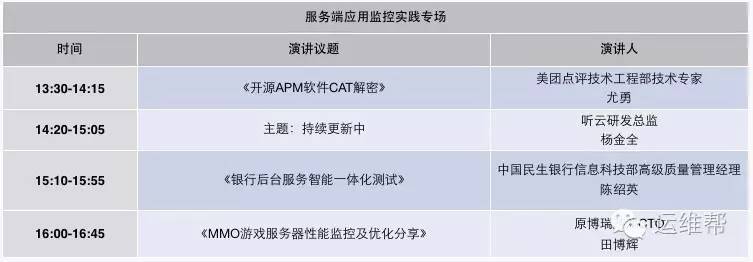 服务端应用监控实践专场
时间 演讲议题 演讲人
13:30-14:15 《开源APM软件CAT解密》 美团点评技术工程部技术专家
尤勇
14:20-15:05 主题：持续更新中 听云研发总监
杨金全
15:10-15:55 《银行后台服务智能一体化测试》 中国民生银行信息科技部高级质量管理经理
陈绍英
16:00-16:45 《MMO游戏服务器性能监控及优化分享》 原博瑞 CTO
田博辉
运维帮